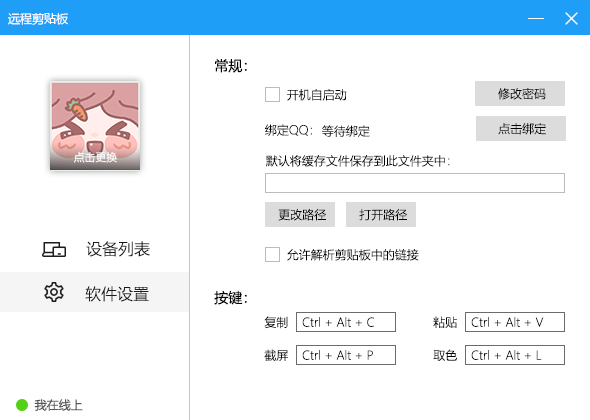 远程剪贴板
点击更换
设备列表
软件设置
我在线上
常规：
开机自启动
修改密码
绑定QQ：等待绑定
点击绑定
默认将缓存文件保存到此文件夹中：
更改路径 打开路径
允许解析剪贴板中的链接
按键：
复制 Ctrl + Alt + C 粘贴 Ctrl + Alt + V
截屏 Ctrl + Alt + P 取色 Ctrl + Alt + L